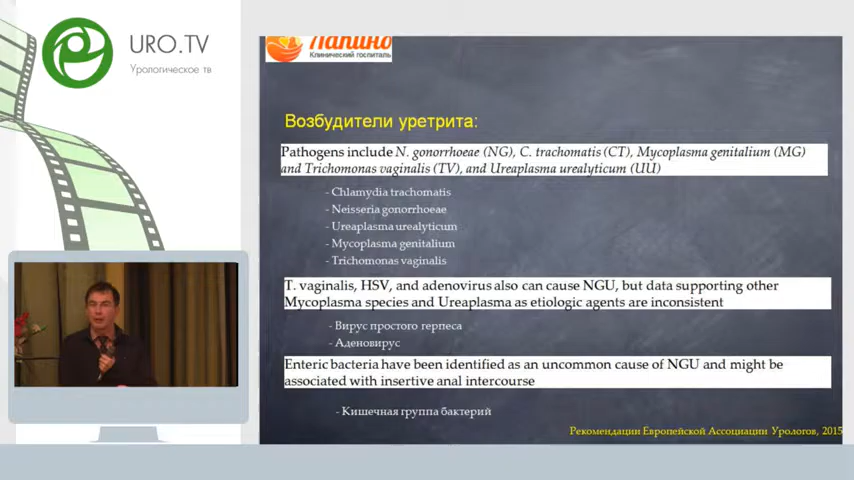 URO.TV
Урологическое тв
Лапино
Клинический госпиталь
Возбудители уретрита:
Pathogens include N. gonorrhoeae (NG), C. trachomatis (CT), Mycoplasma genitalium (MG)
and Trichomonas vaginalis (TV), and Ureaplasma urealyticum (UU)
- Chlamydia trachomatis
- Neisseria gonorrhoeae
- Ureaplasma urealyticum
- Mycoplasma genitalium
- Trichomonas vaginalis
T. vaginalis, HSV, and adenovirus also can cause NGU, but data supporting other
Mycoplasma species and Ureaplasma as etiologic agents are inconsistent
- Вирус простого герпеса
- Аденовирус
Enteric bacteria have been identified as an uncommon cause of NGU and might be
associated with insertive anal intercourse
- Кишечная группа бактерий
Рекомендации Европейской Ассоциации Урологов, 2015